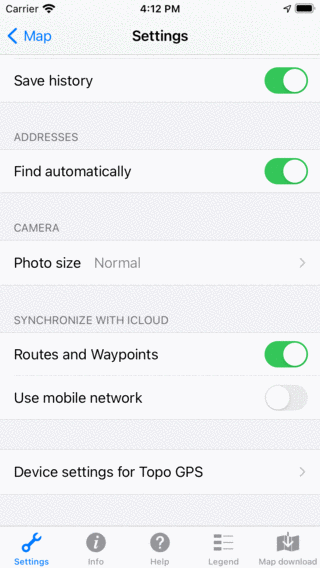 Carrier 4:12 PM
Map Settings
Save history
ADDRESSES
Find automatically
CAMERA
Photo size Normal
SYNCHRONIZE WITH ICLOUD
Routes and Waypoints
Use mobile network
Device settings for Topo GPS
Settings Info Help Legend Map download